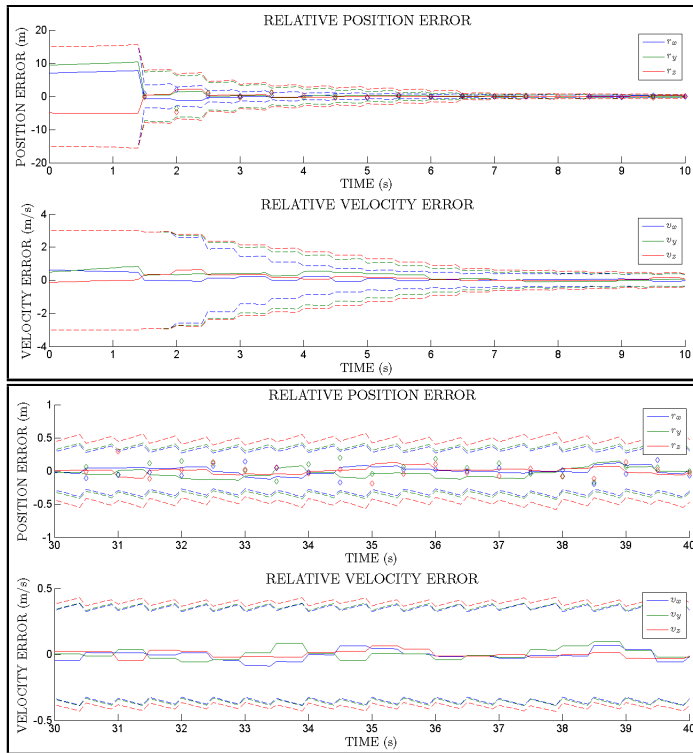 RELATIVE POSITION ERROR
POSITION ERROR (m)
20
10
0
-10
-20
r_x
r_y
r_z
0 1 2 3 4 5 6 7 8 9 10
TIME (s)
RELATIVE VELOCITY ERROR
VELOCITY ERROR (m/s)
4
2
0
-2
-4
v_x
v_y
v_z
0 1 2 3 4 5 6 7 8 9 10
TIME (s)
RELATIVE POSITION ERROR
POSITION ERROR (m)
1
0.5
0
-0.5
-1
r_x
r_y
r_z
30 31 32 33 34 35 36 37 38 39 40
TIME (s)
RELATIVE VELOCITY ERROR
VELOCITY ERROR (m/s)
0.5
0
-0.5
v_x
v_y
v_z
30 31 32 33 34 35 36 37 38 39 40
TIME (s)